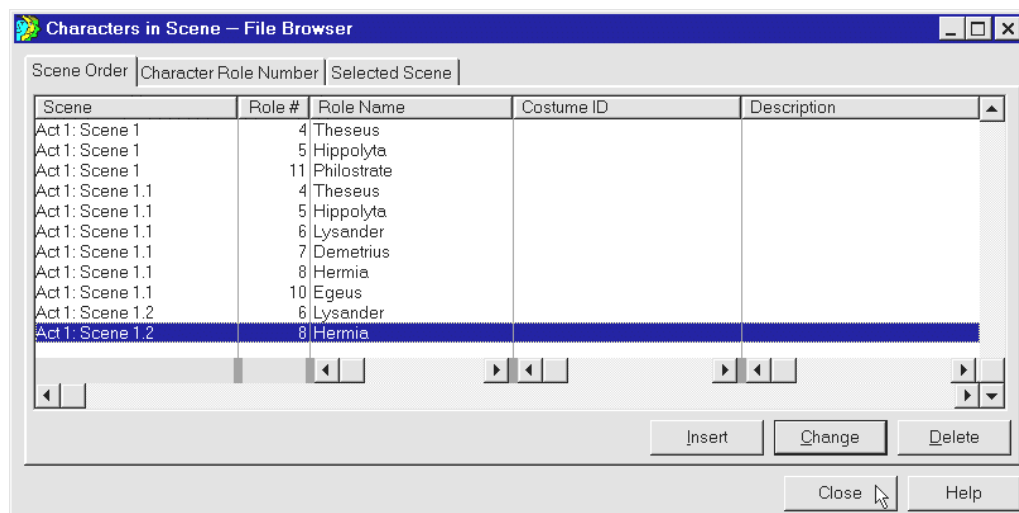 Characters in Scene – File Browser
Scene Order Character Role Number Selected Scene
Scene Role # Role Name Costume ID Description
Act 1: Scene 1 4 Theseus
Act 1: Scene 1 5 Hippolyta
Act 1: Scene 1 11 Philostrate
Act 1: Scene 1.1 4 Theseus
Act 1: Scene 1.1 5 Hippolyta
Act 1: Scene 1.1 6 Lysander
Act 1: Scene 1.1 7 Demetrius
Act 1: Scene 1.1 8 Hermia
Act 1: Scene 1.1 10 Egeus
Act 1: Scene 1.2 6 Lysander
Act 1: Scene 1.2 8 Hermia
Insert Change Delete
Close Help